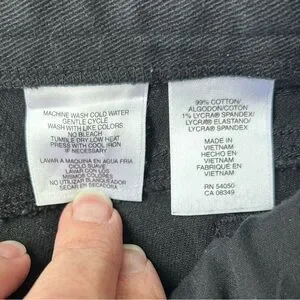 MACHINE WASH COLD WATER
GENTLE CYCLE
WASH WITH LIKE COLORS
NO BLEACH
TUMBLE DRY LOW HEAT
PRESS WITH COOL IRON
IF NECESSARY
LAVAR A MAQUINA EN AGUA FRIA
CICLO SUAVE
LAVAR CON LOS
MISMOS COLORES
NO UTILIZAR BLANQUEADOR
SECAR EN SECADORA
99% COTTON/
ALGODON/COTON
1% LYCRA® SPANDEX/
LYCRA® ELASTANO/
LYCRA® SPANDEX
MADE IN
VIETNAM
HECHO EN
VIETNAM
FABRIQUE EN
VIETNAM
RN 54050
CA 08349